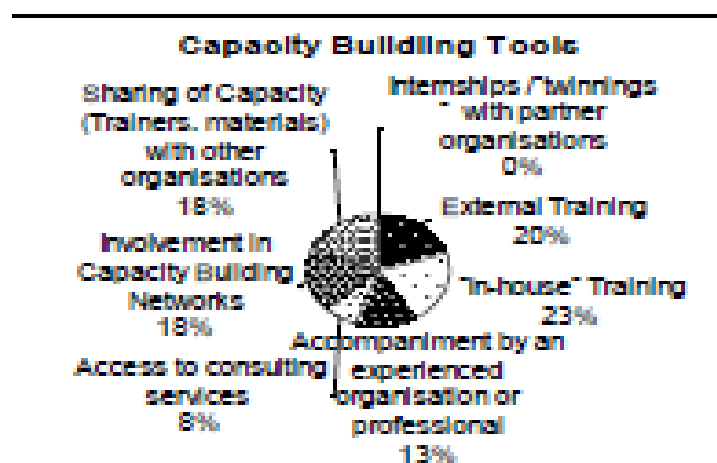 Capacity Building Tools
Sharing of Capacity
(Trainers, materials)
with other
organisations
18%
Internships /"twinnings
" with partner
organisations
0%
External Training
20%
"In-house" Training
23%
Accompaniment by an
experienced
organisation or
professional
13%
Access to consulting
services
8%
Involvement in
Capacity Building
Networks
18%